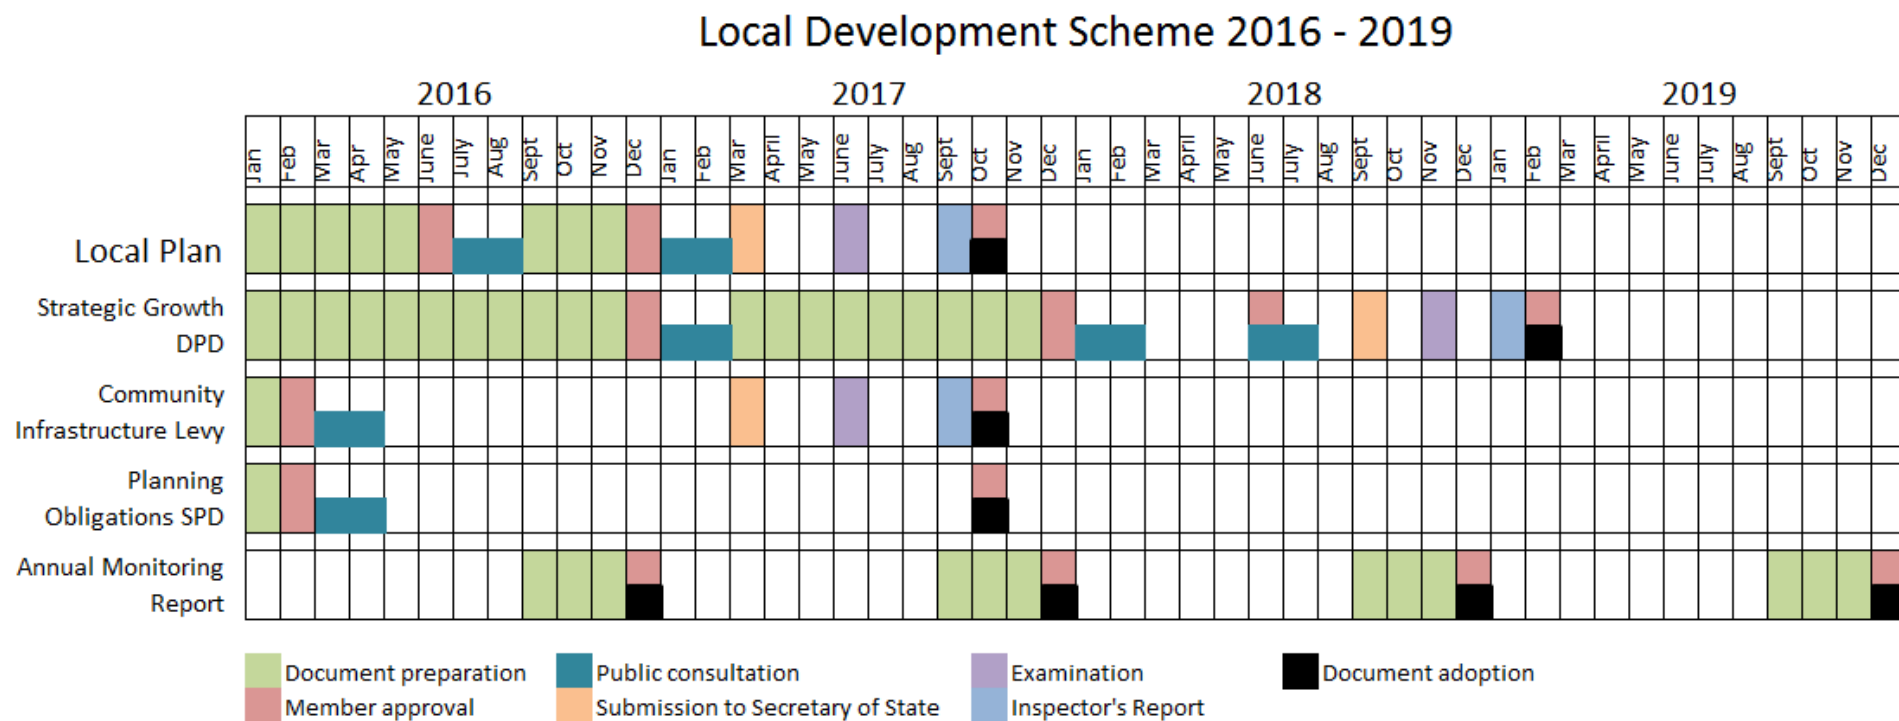 Local Development Scheme 2016 - 2019
2016 2017 2018 2019
Jan Feb Mar Apr May June July Aug Sept Oct Nov Dec Jan Feb Mar April May June July Aug Sept Oct Nov Dec Jan Feb Mar April May June July Aug Sept Oct Nov Dec Jan Feb Mar April May June July Aug Sept Oct Nov Dec
Local Plan
Strategic Growth
DPD
Community
Infrastructure Levy
Planning
Obligations SPD
Annual Monitoring
Report
Document preparation Public consultation Examination Document adoption
Member approval Submission to Secretary of State Inspector's Report